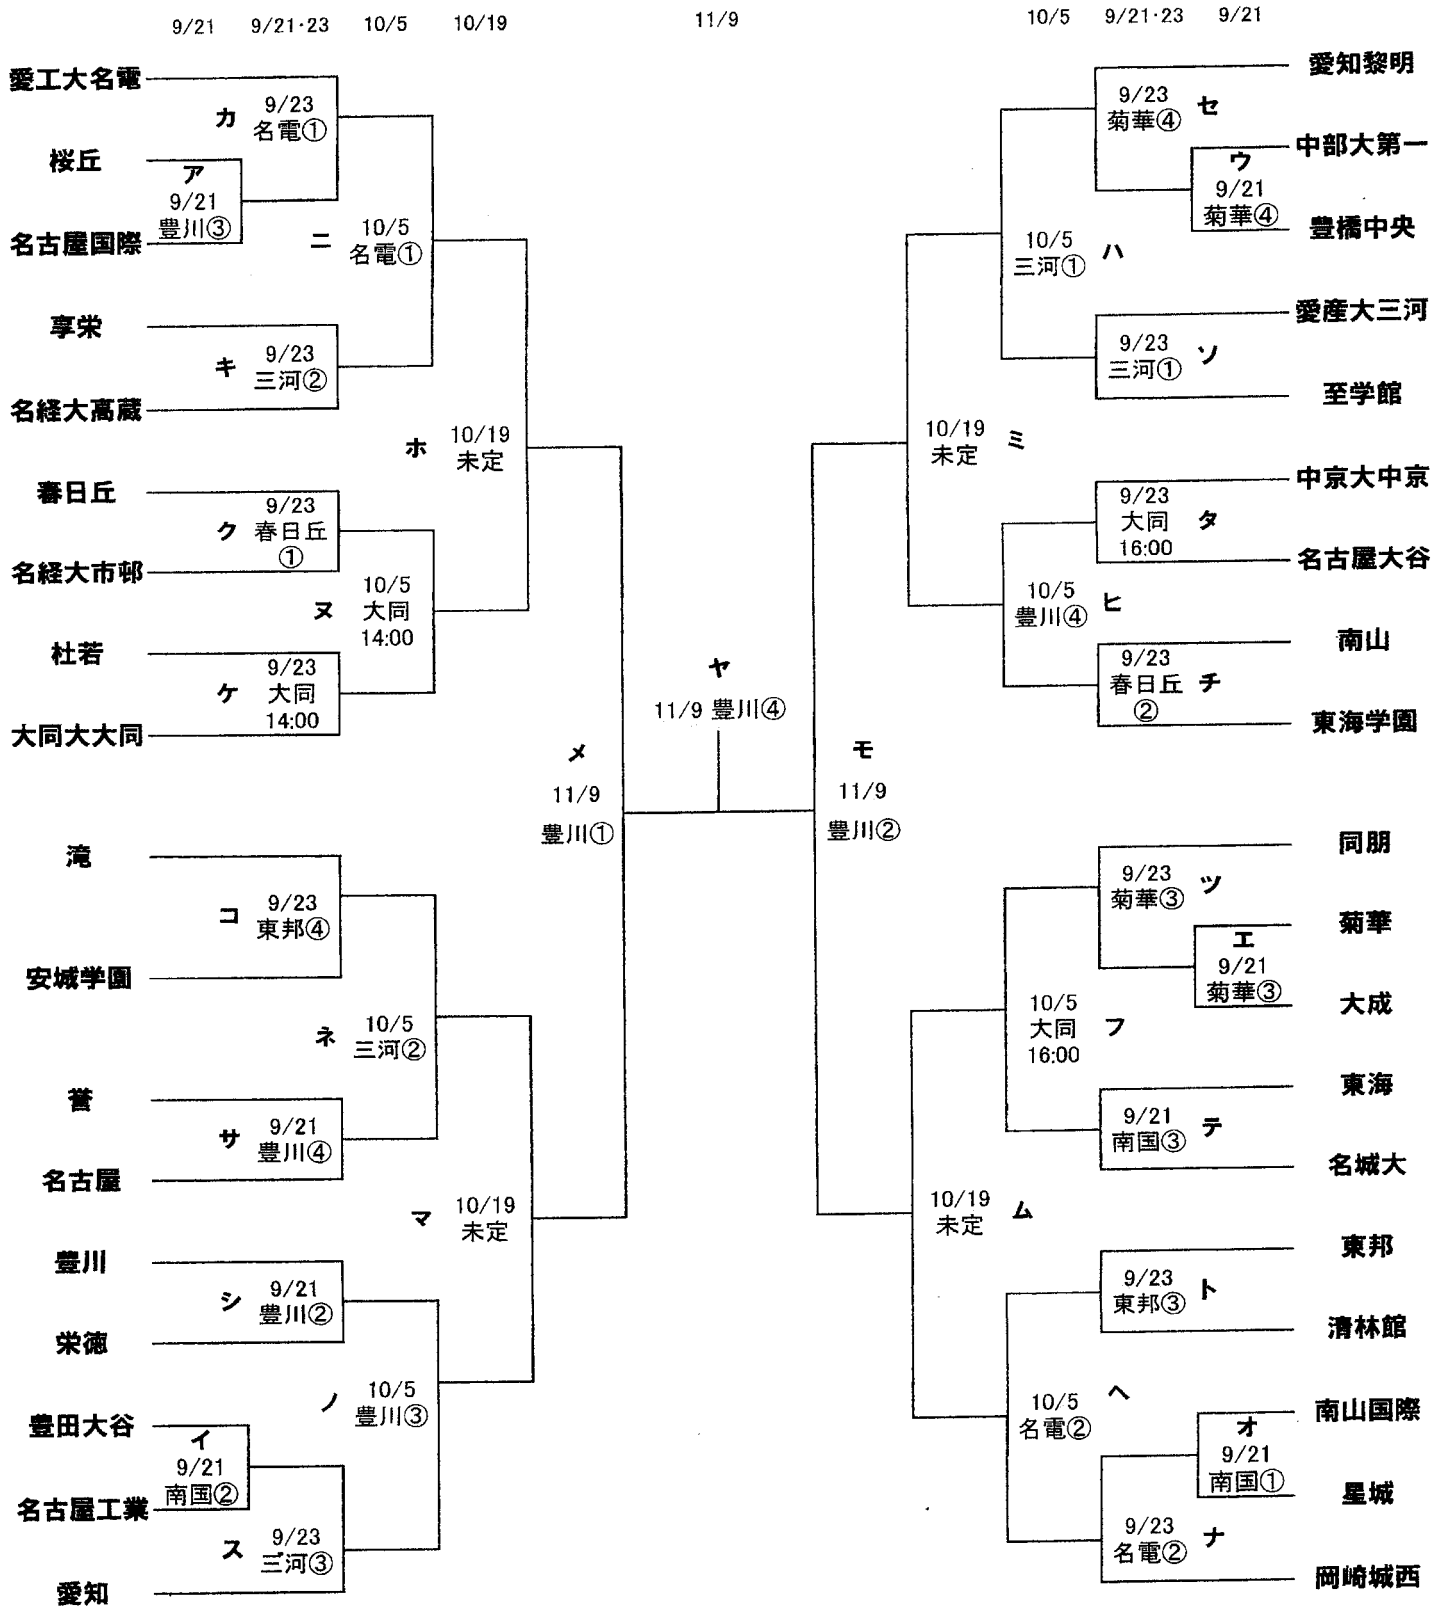 9/21 9/21·23 10/5 10/19 11/9 10/5 9/21·23 9/21
愛工大名電
カ
9/23
名電①
桜丘
ア
9/21
豊川③
名古屋国際
ニ
10/5
名電①
享栄
キ
9/23
三河②
名経大高蔵
ホ
10/19
未定
春日丘
ク
9/23
春日丘
①
名経大市邨
ヌ
10/5
大同
14:00
杜若
ケ
9/23
大同
14:00
大同大大同
メ
11/9
豊川①
滝
コ
9/23
東邦④
安城学園
ネ
10/5
三河②
誉
サ
9/21
豊川④
名古屋
マ
10/19
未定
豊川
シ
9/21
豊川②
栄徳
ノ
10/5
豊川③
豊田大谷
イ
9/21
南国②
名古屋工業
ス
9/23
三河③
愛知
ヤ
11/9 豊川④
愛知黎明
9/23
菊華④
セ
中部大第一
ウ
9/21
菊華④
豊橋中央
10/5
三河①
ハ
愛産大三河
9/23
三河①
ソ
至学館
10/19
未定
ミ
中京大中京
9/23
大同
16:00
タ
名古屋大谷
10/5
豊川④
ヒ
南山
9/23
春日丘
②
チ
東海学園
モ
11/9
豊川②
同朋
9/23
菊華③
ツ
菊華
エ
9/21
菊華③
大成
10/5
大同
16:00
フ
東海
9/21
南国③
テ
名城大
10/19
未定
ム
東邦
9/23
東邦③
ト
清林館
10/5
名電②
ヘ
南山国際
オ
9/21
南国①
星城
9/23
名電②
ナ
岡崎城西